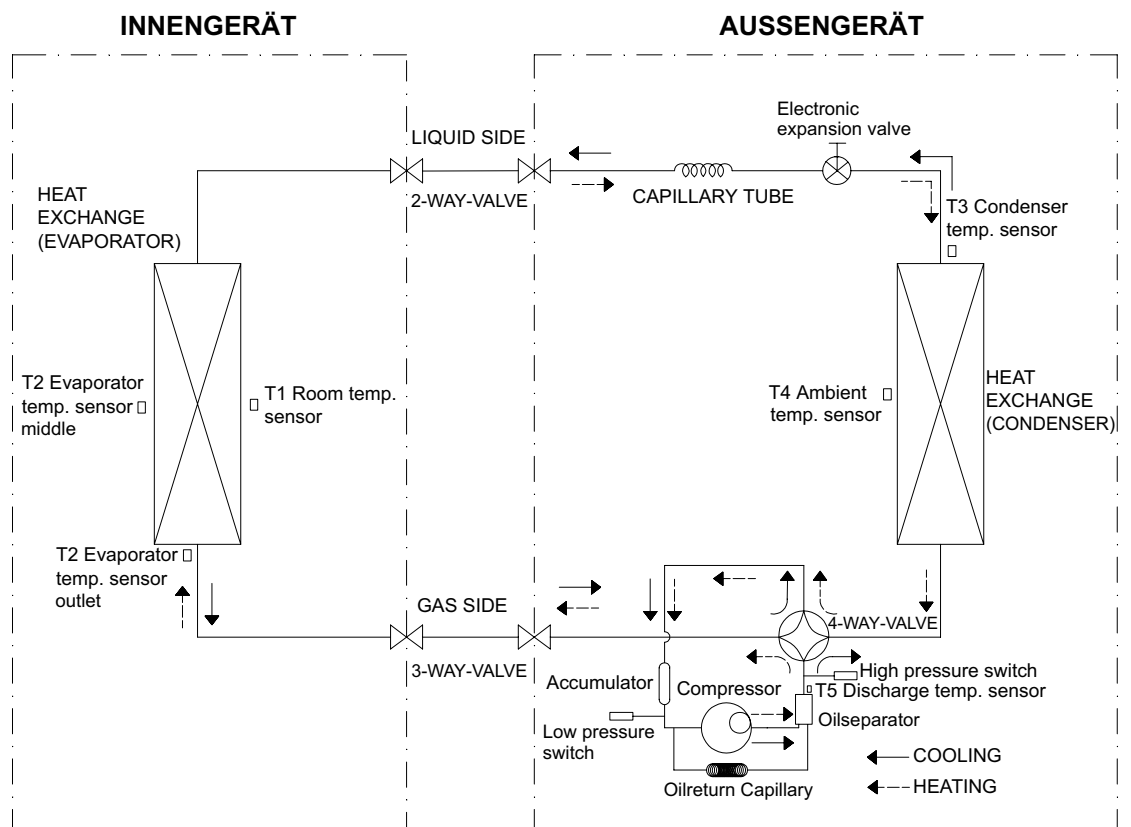 INNENGERÄT
AUSSENGERÄT
Electronic
expansion valve
LIQUID SIDE
HEAT
EXCHANGE
(EVAPORATOR)
2-WAY-VALVE
CAPILLARY TUBE
T3 Condenser
temp. sensor
T2 Evaporator
temp. sensor
middle
T1 Room temp.
sensor
T4 Ambient
temp. sensor
HEAT
EXCHANGE
(CONDENSER)
T2 Evaporator
temp. sensor
outlet
GAS SIDE
4-WAY-VALVE
3-WAY-VALVE
High pressure switch
Accumulator
Compressor
T5 Discharge temp. sensor
Oilseparator
Low pressure
switch
COOLING
Oilreturn Capillary
HEATING